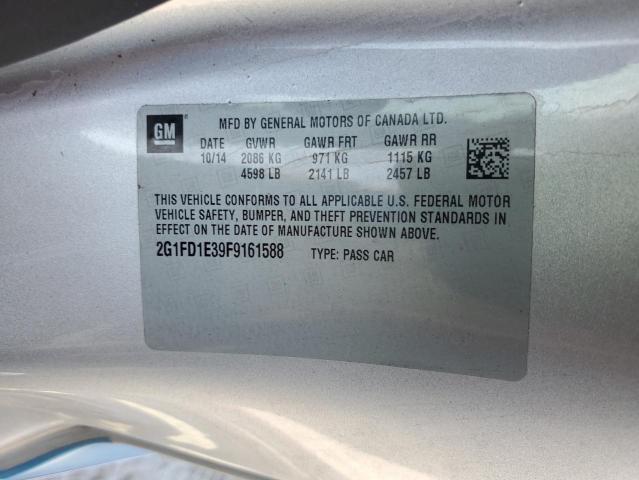 GM
MFD BY GENERAL MOTORS OF CANADA LTD.
DATE GVWR GAWR FRT GAWR RR
10/14 2086 KG 971 KG 1115 KG
4598 LB 2141 LB 2457 LB
THIS VEHICLE CONFORMS TO ALL APPLICABLE U.S. FEDERAL MOTOR
VEHICLE SAFETY, BUMPER, AND THEFT PREVENTION STANDARDS IN
EFFECT ON THE DATE OF MANUFACTURE SHOWN ABOVE.
2G1FD1E39F9161588 TYPE: PASS CAR